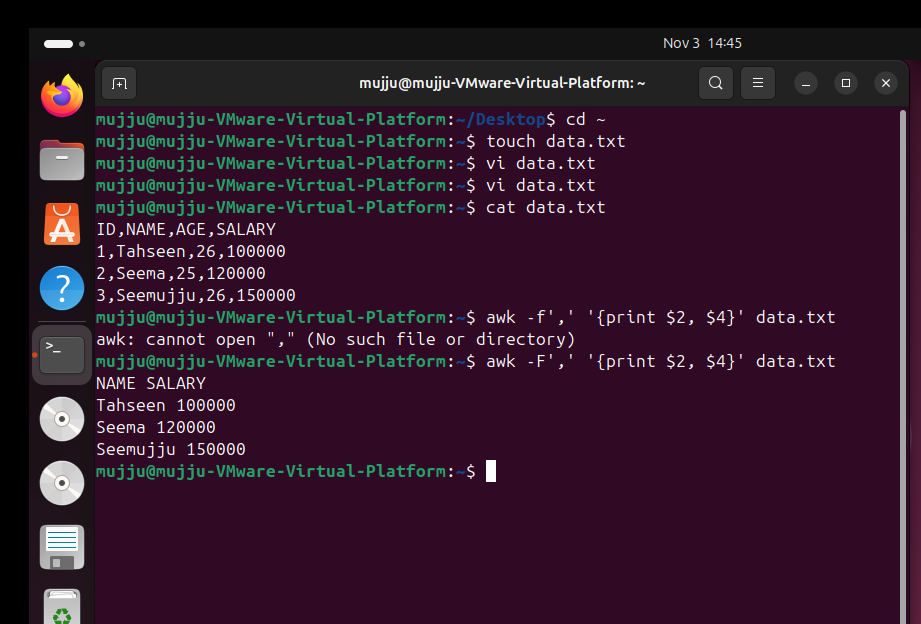 Nov 3 14:45
mujju@mujju-VMware-Virtual-Platform: ~
mujju@mujju-VMware-Virtual-Platform:~/Desktop$ cd ~
mujju@mujju-VMware-Virtual-Platform:~$ touch data.txt
mujju@mujju-VMware-Virtual-Platform:~$ vi data.txt
mujju@mujju-VMware-Virtual-Platform:~$ vi data.txt
mujju@mujju-VMware-Virtual-Platform:~$ cat data.txt
ID,NAME,AGE,SALARY
1,Tahseen,26,100000
2,Seema,25,120000
3,Seemujju,26,150000
mujju@mujju-VMware-Virtual-Platform:~$ awk -f',' '{print $2, $4}' data.txt
awk: cannot open "," (No such file or directory)
mujju@mujju-VMware-Virtual-Platform:~$ awk -F',' '{print $2, $4}' data.txt
NAME SALARY
Tahseen 100000
Seema 120000
Seemujju 150000
mujju@mujju-VMware-Virtual-Platform:~$